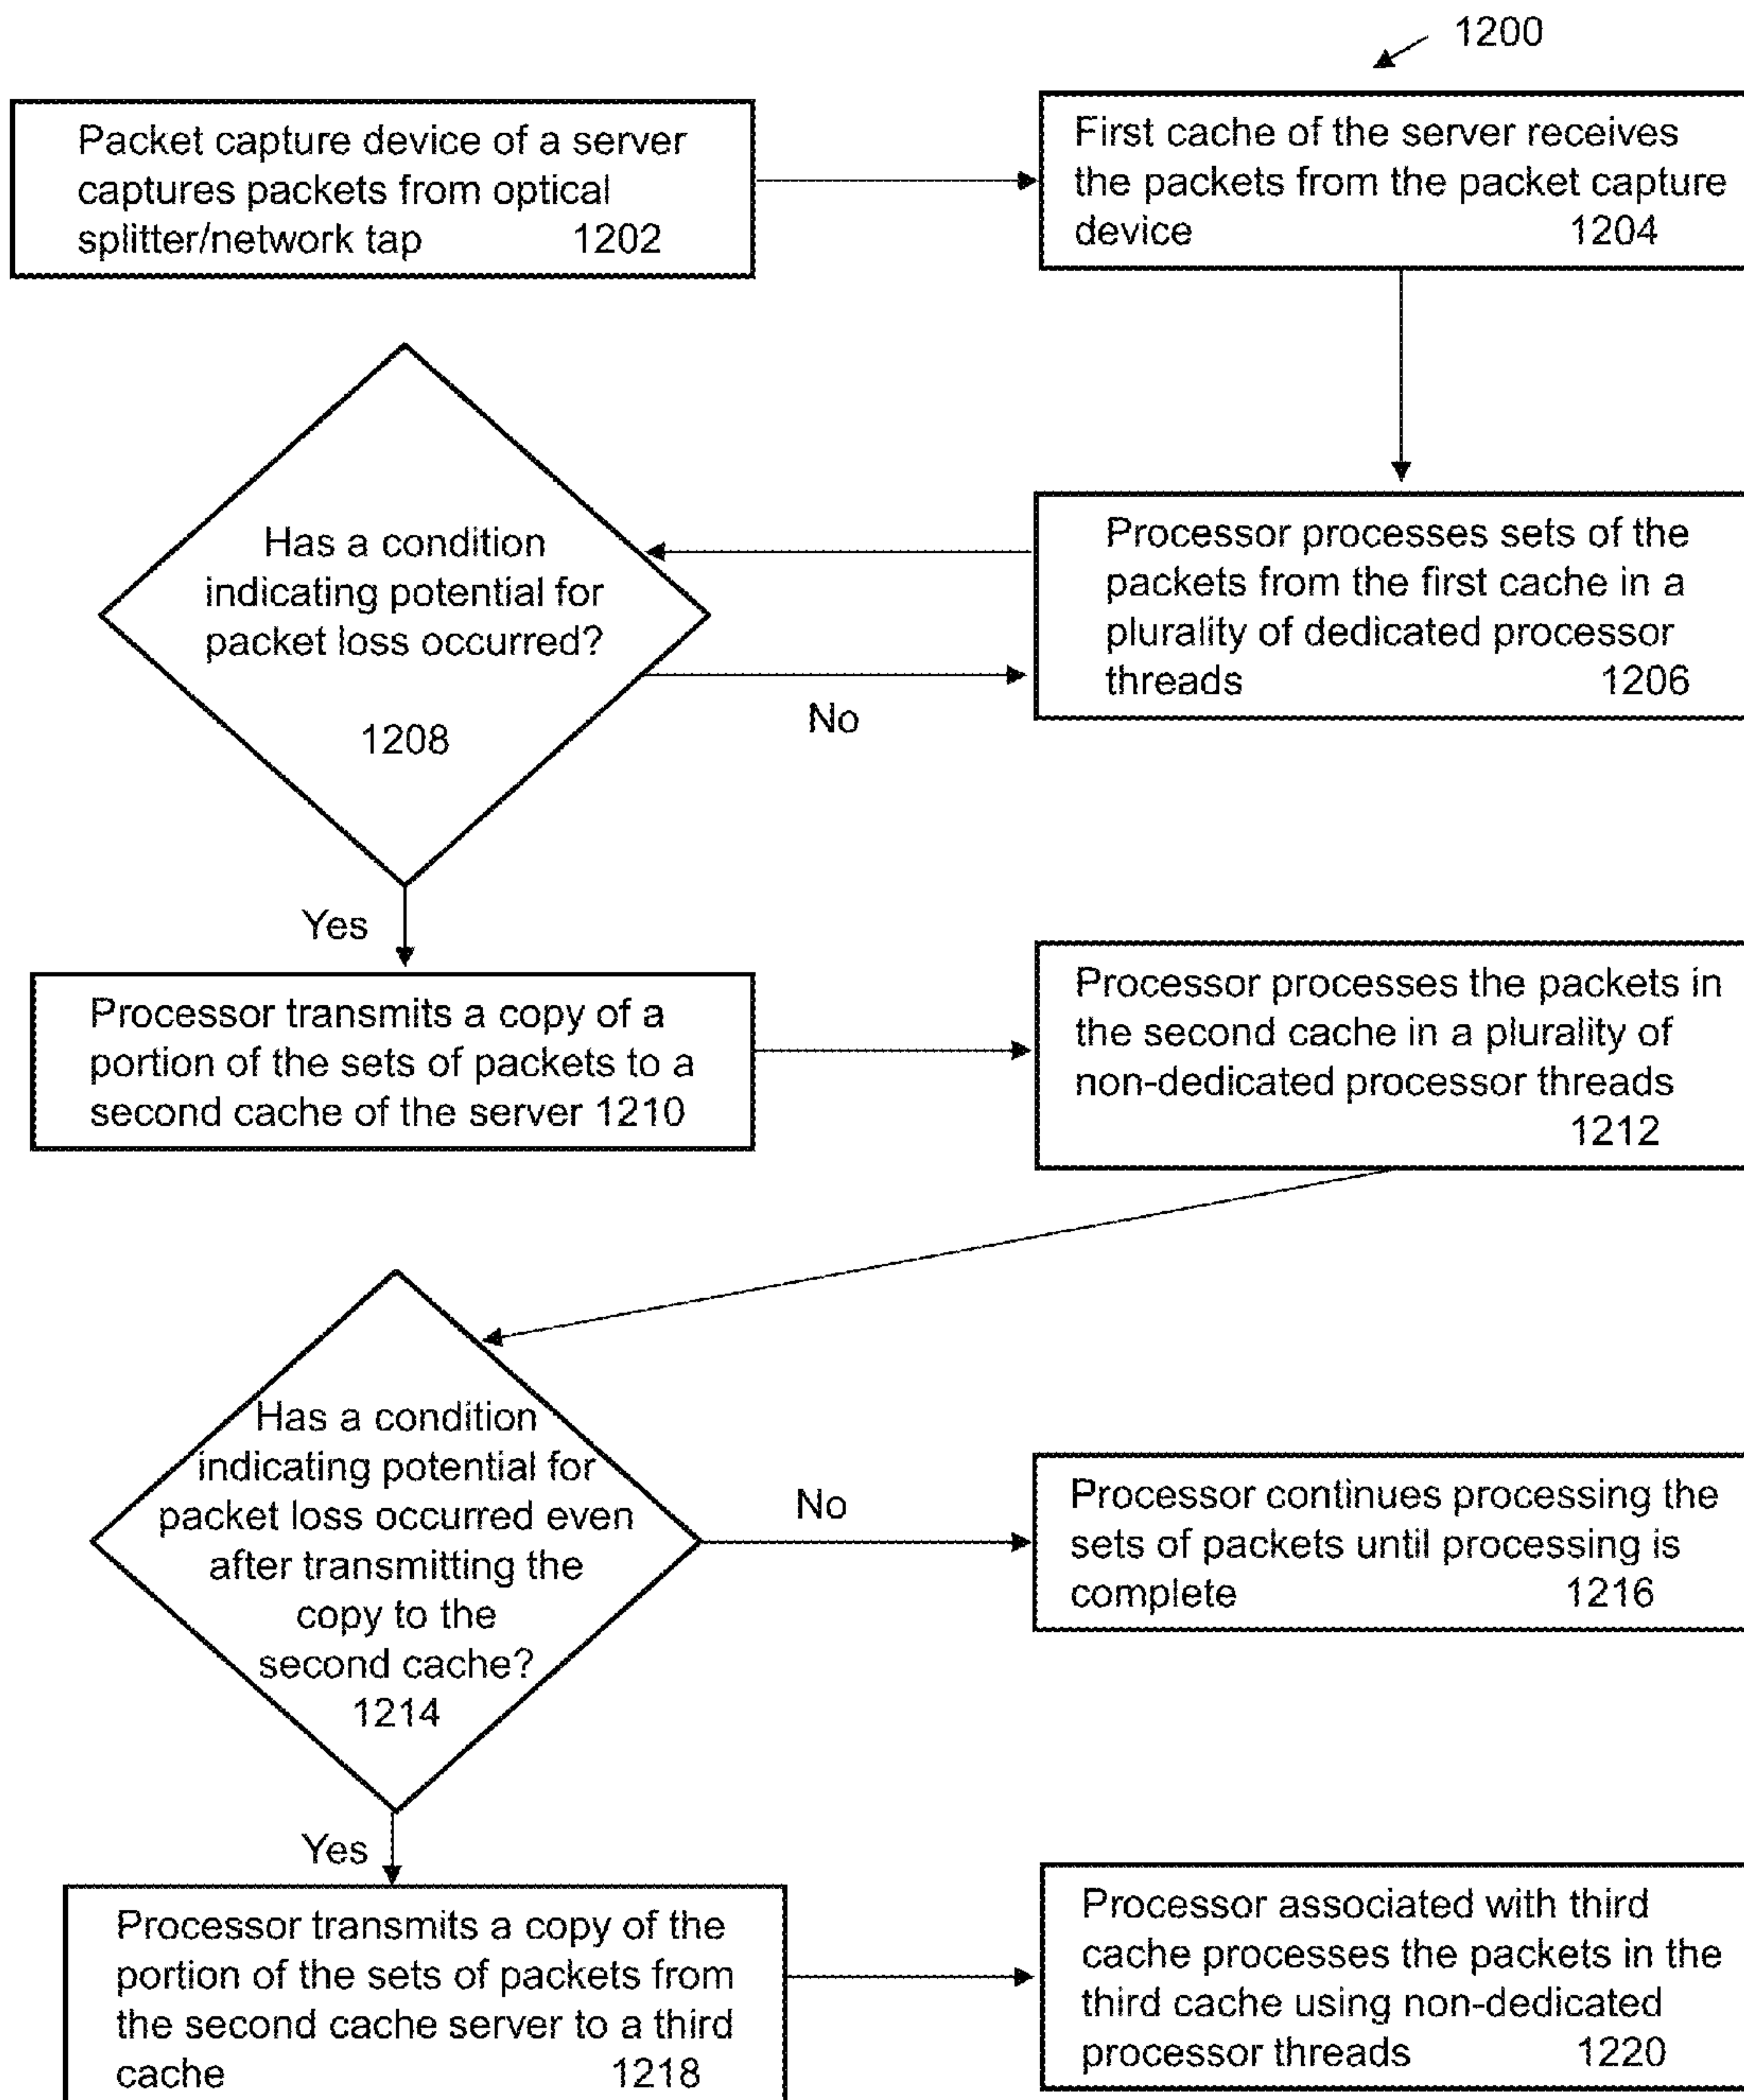 1200
Packet capture device of a server
captures packets from optical
splitter/network tap 1202
First cache of the server receives
the packets from the packet capture
device 1204
Processor processes sets of the
packets from the first cache in a
plurality of dedicated processor
threads 1206
Has a condition
indicating potential for
packet loss occurred?
1208
No
Yes
Processor transmits a copy of a
portion of the sets of packets to a
second cache of the server 1210
Processor processes the packets in
the second cache in a plurality of
non-dedicated processor threads
1212
Has a condition
indicating potential for
packet loss occurred even
after transmitting the
copy to the
second cache?
1214
No
Processor continues processing the
sets of packets until processing is
complete 1216
Yes
Processor transmits a copy of the
portion of the sets of packets from
the second cache server to a third
cache 1218
Processor associated with third
cache processes the packets in the
third cache using non-dedicated
processor threads 1220